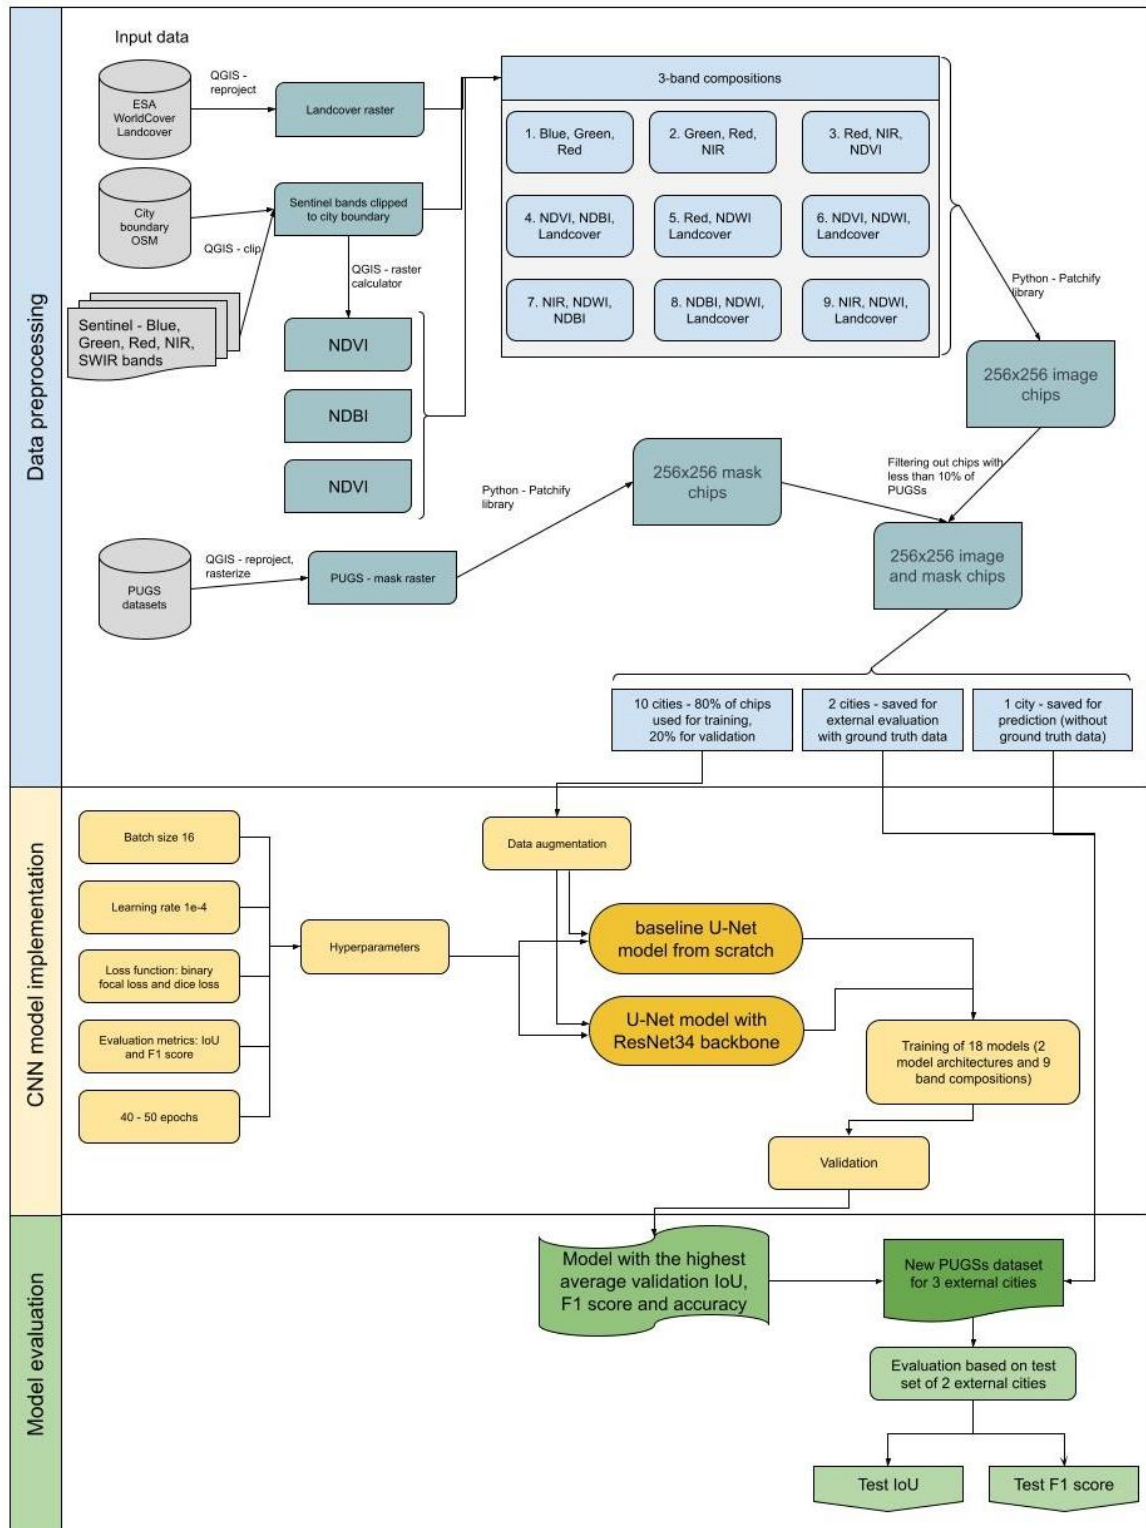 Data preprocessing
Input data
ESA
WorldCover
Landcover
QGIS -
reproject
Landcover raster
City
boundary
OSM
QGIS - clip
Sentinel bands clipped
to city boundary
Sentinel - Blue,
Green, Red, NIR,
SWIR bands
QGIS - raster
calculator
NDVI
NDBI
NDVI
3-band compositions
1. Blue, Green,
Red
2. Green, Red,
NIR
3. Red, NIR,
NDVI
4. NDVI, NDBI,
Landcover
5. Red, NDWI
Landcover
6. NDVI, NDWI,
Landcover
7. NIR, NDWI,
NDBI
8. NDBI, NDWI,
Landcover
9. NIR, NDWI,
Landcover
Python - Patchify
library
256x256 image
chips
Filtering out chips with
less than 10% of
PUGSs
PUGS
datasets
QGIS - reproject,
rasterize
PUGS - mask raster
Python - Patchify
library
256x256 mask
chips
256x256 image
and mask chips
10 cities - 80% of chips
used for training,
20% for validation
2 cities - saved for
external evaluation
with ground truth data
1 city - saved for
prediction (without
ground truth data)
CNN model implementation
Batch size 16
Learning rate 1e-4
Loss function: binary
focal loss and dice loss
Evaluation metrics: IoU
and F1 score
40 - 50 epochs
Hyperparameters
Data augmentation
baseline U-Net
model from scratch
U-Net model with
ResNet34 backbone
Training of 18 models (2
model architectures and 9
band compositions)
Validation
Model evaluation
Model with the highest
average validation IoU,
F1 score and accuracy
New PUGSs dataset
for 3 external cities
Evaluation based on test
set of 2 external cities
Test IoU
Test F1 score